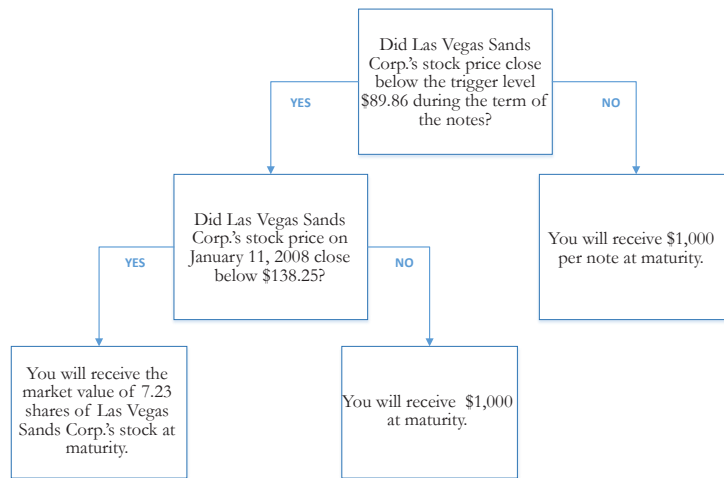 Did Las Vegas Sands
Corp.'s stock price close
below the trigger level
$89.86 during the term of
the notes?
YES
NO
Did Las Vegas Sands
Corp.'s stock price on
January 11, 2008 close
below $138.25?
You will receive $1,000
per note at maturity.
YES
NO
You will receive the
market value of 7.23
shares of Las Vegas
Sands Corp.'s stock at
maturity.
You will receive $1,000
at maturity.